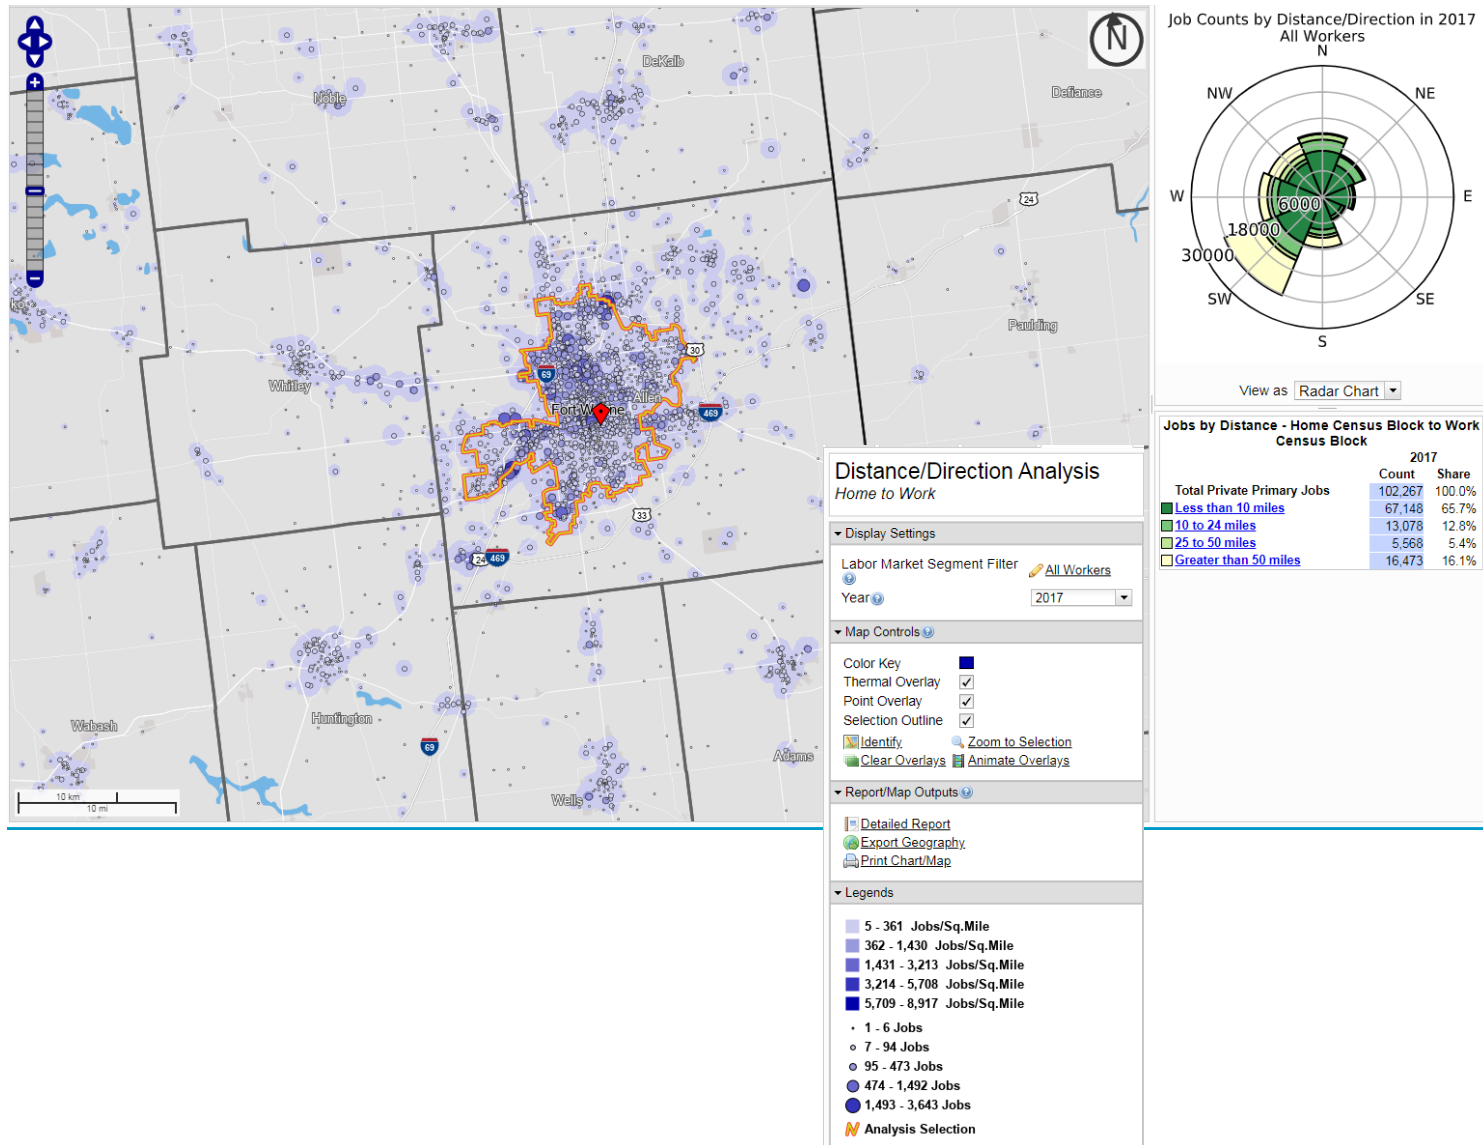 N
DeKalb
Noble
Defiance
24
Paulding
Whitley
30
69
Allen
Fort Wayne
469
33
24
469
Huntington
Wabash
69
Adams
Wells
10 km
10 mi
Job Counts by Distance/Direction in 2017
All Workers
N
NW
NE
W
E
6000
18000
30000
SW
SE
S
View as Radar Chart
Jobs by Distance - Home Census Block to Work
Census Block
2017
Count Share
Total Private Primary Jobs 102,267 100.0%
Less than 10 miles 67,148 65.7%
10 to 24 miles 13,078 12.8%
25 to 50 miles 5,568 5.4%
Greater than 50 miles 16,473 16.1%
Distance/Direction Analysis
Home to Work
Display Settings
Labor Market Segment Filter All Workers
Year 2017
Map Controls
Color Key
Thermal Overlay
Point Overlay
Selection Outline
Identify Zoom to Selection
Clear Overlays Animate Overlays
Report/Map Outputs
Detailed Report
Export Geography
Print Chart/Map
Legends
5 - 361 Jobs/Sq.Mile
362 - 1,430 Jobs/Sq.Mile
1,431 - 3,213 Jobs/Sq.Mile
3,214 - 5,708 Jobs/Sq.Mile
5,709 - 8,917 Jobs/Sq.Mile
1 - 6 Jobs
7 - 94 Jobs
95 - 473 Jobs
474 - 1,492 Jobs
1,493 - 3,643 Jobs
Analysis Selection